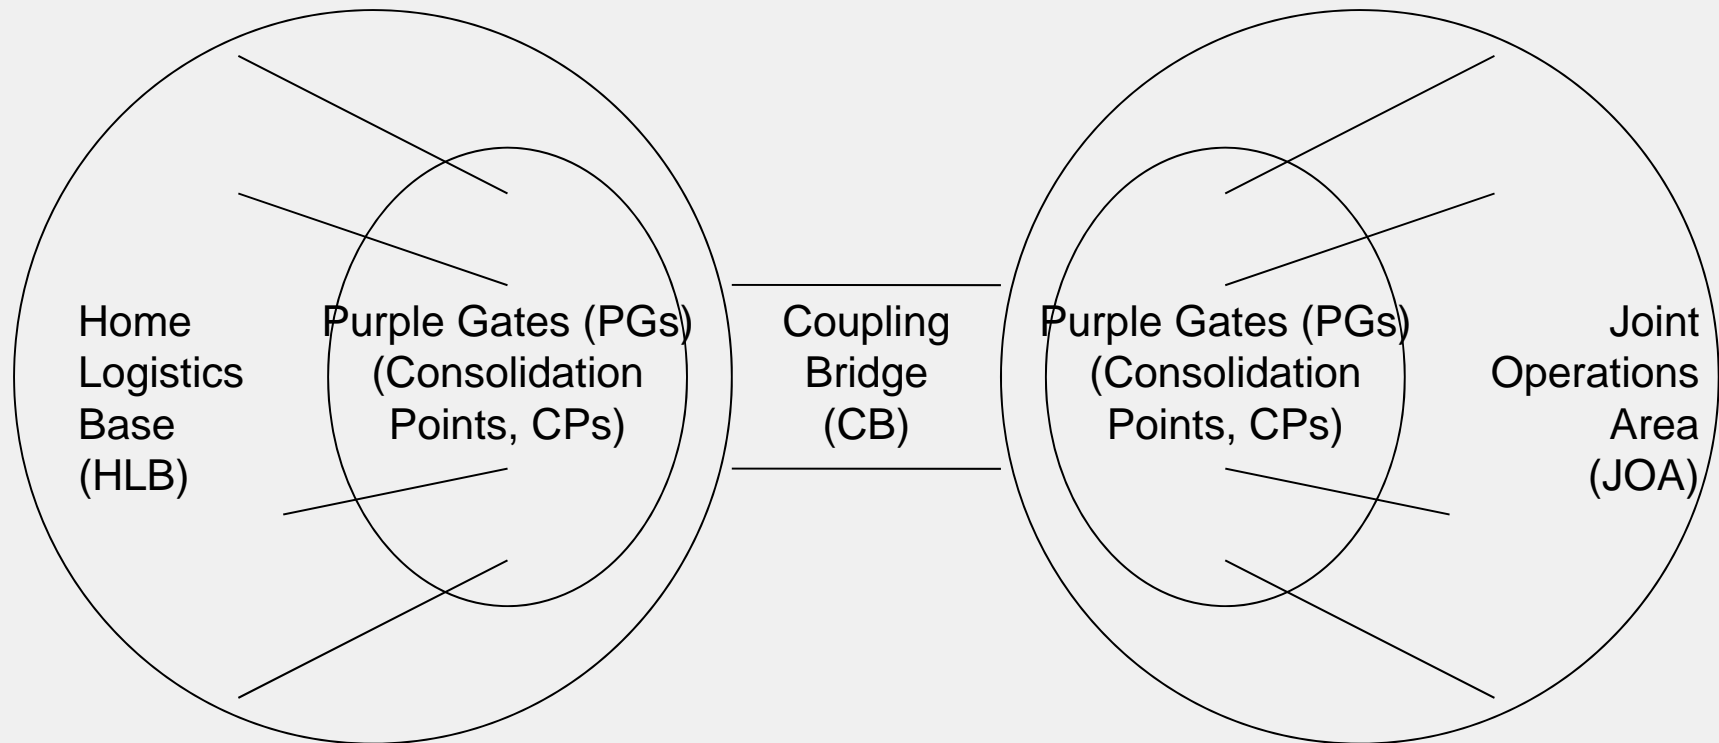 Home
Logistics
Base
(HLB)
Purple Gates (PGs)
(Consolidation
Points, CPs)
Coupling
Bridge
(CB)
Purple Gates (PGs)
(Consolidation
Points, CPs)
Joint
Operations
Area
(JOA)